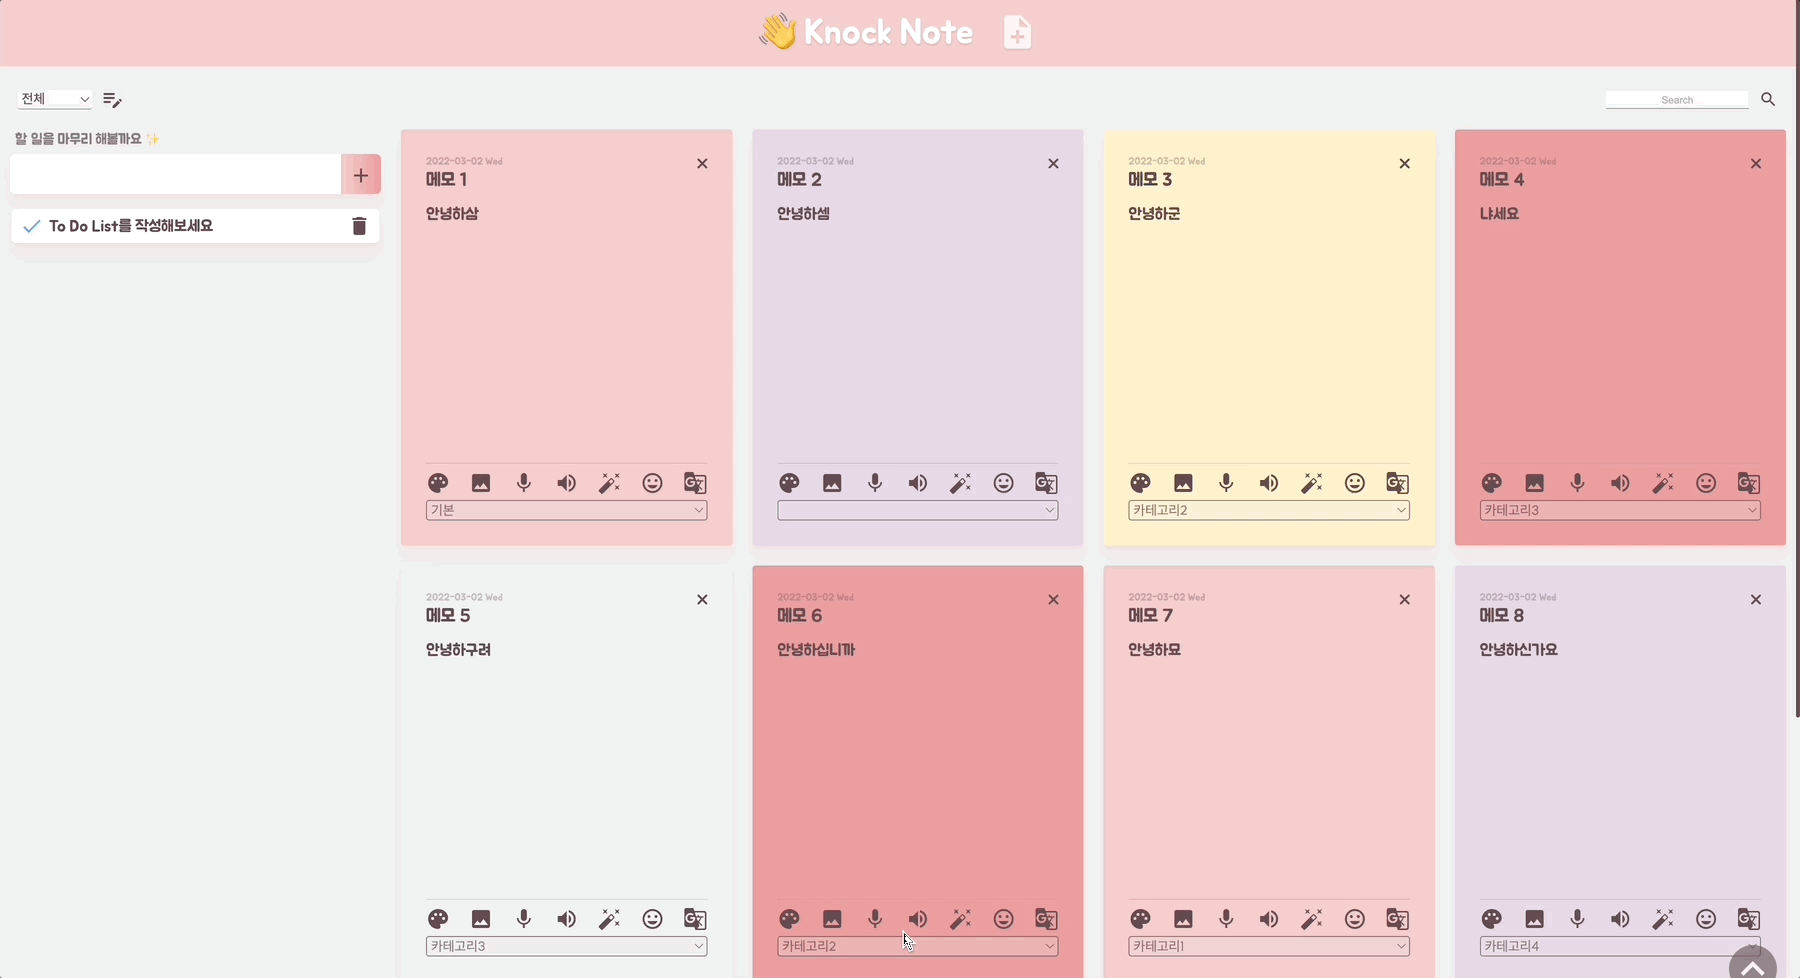 Knock Note
전체
Search
할 일을 마무리 해볼까요
To Do List를 작성해보세요
2022-03-02 Wed
메모 1
안녕하삼
기본
2022-03-02 Wed
메모 2
안녕하셈
2022-03-02 Wed
메모 3
안녕하군
카테고리2
2022-03-02 Wed
메모 4
냐세요
카테고리3
2022-03-02 Wed
메모 5
안녕하구려
카테고리3
2022-03-02 Wed
메모 6
안녕하십니까
카테고리2
2022-03-02 Wed
메모 7
안녕하묘
카테고리1
2022-03-02 Wed
메모 8
안녕하신가요
카테고리4